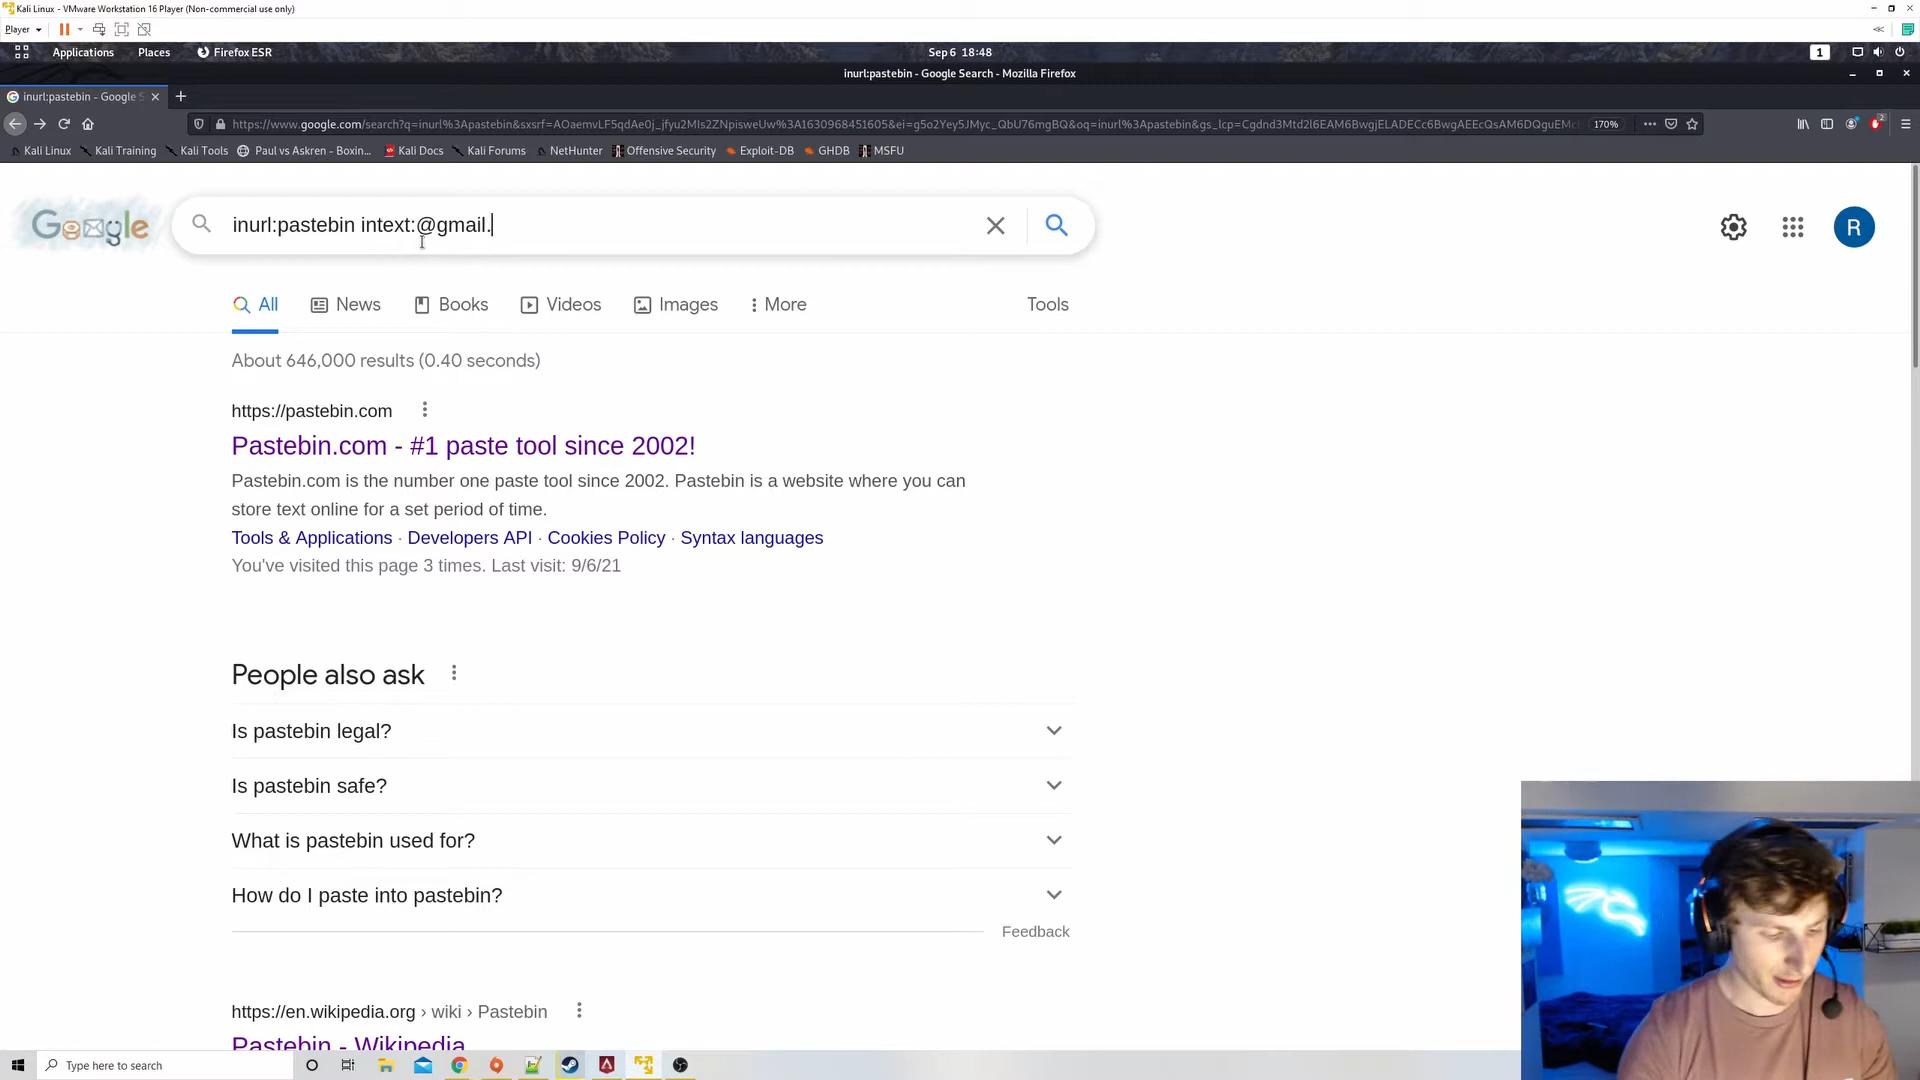 Kali Linux - VMware Workstation 16 Player (Non-commercial use only)
Player
Applications Places Firefox ESR Sep 6 18:48 1
inurl:pastebin - Google Search - Mozilla Firefox
inurl:pastebin - Google S
170%
Kali Linux Kali Training Kali Tools Paul vs Askren - Boxin... Kali Docs Kali Forums NetHunter Offensive Security Exploit-DB GHDB MSFU
Google inurl:pastebin intext:@gmail. R
All News Books Videos Images More Tools
About 646,000 results (0.40 seconds)
https://pastebin.com
Pastebin.com - #1 paste tool since 2002!
Pastebin.com is the number one paste tool since 2002. Pastebin is a website where you can
store text online for a set period of time.
Tools & Applications · Developers API · Cookies Policy · Syntax languages
You've visited this page 3 times. Last visit: 9/6/21
People also ask
Is pastebin legal?
Is pastebin safe?
What is pastebin used for?
How do I paste into pastebin?
Feedback
https://en.wikipedia.org › wiki › Pastebin
Pastebin - Wikipedia
Type here to search